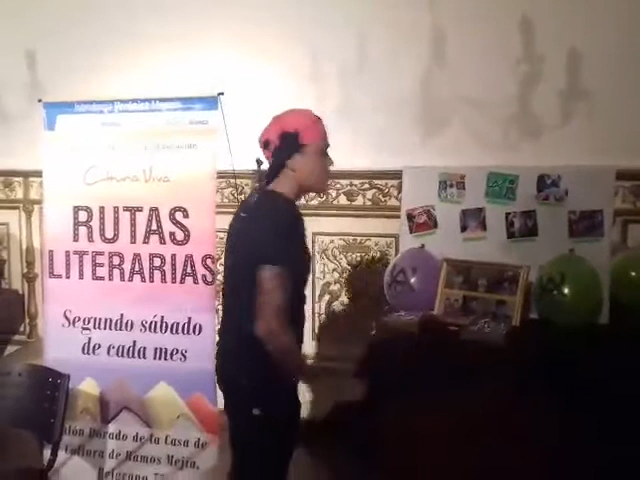 Cultura Viva
RUTAS
LITERARIAS
Segundo sábado
de cada mes
Salón Dorado de la Casa de
Cultura de Ramos Mejía,
Belgrano